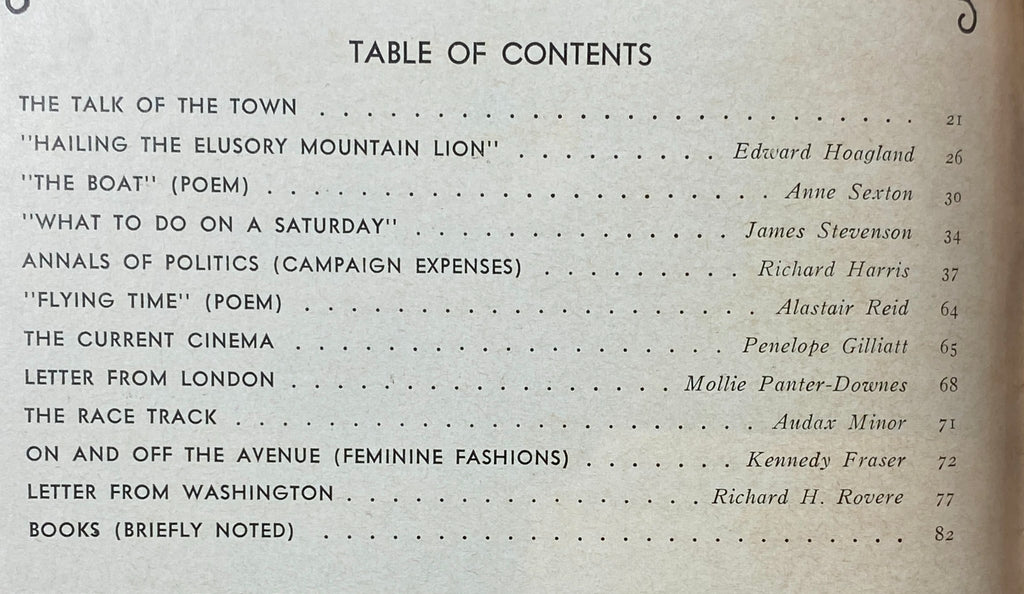 TABLE OF CONTENTS
THE TALK OF THE TOWN . . . . . . . . . . . . . . . . . . . . . . . 21
"HAILING THE ELUSORY MOUNTAIN LION" . . . . . . . . Edward Hoagland 26
"THE BOAT" (POEM) . . . . . . . . . . . . . . . . . . . . Anne Sexton 30
"WHAT TO DO ON A SATURDAY" . . . . . . . . . . . . . James Stevenson 34
ANNALS OF POLITICS (CAMPAIGN EXPENSES) . . . . . . . . Richard Harris 37
"FLYING TIME" (POEM) . . . . . . . . . . . . . . . . . . Alastair Reid 64
THE CURRENT CINEMA . . . . . . . . . . . . . . . . . Penelope Gilliatt 65
LETTER FROM LONDON . . . . . . . . . . . . . . . Mollie Panter-Downes 68
THE RACE TRACK . . . . . . . . . . . . . . . . . . . . . Audax Minor 71
ON AND OFF THE AVENUE (FEMININE FASHIONS) . . . . . . . Kennedy Fraser 72
LETTER FROM WASHINGTON . . . . . . . . . . . . . . Richard H. Rovere 77
BOOKS (BRIEFLY NOTED) . . . . . . . . . . . . . . . . . . . . . . 82